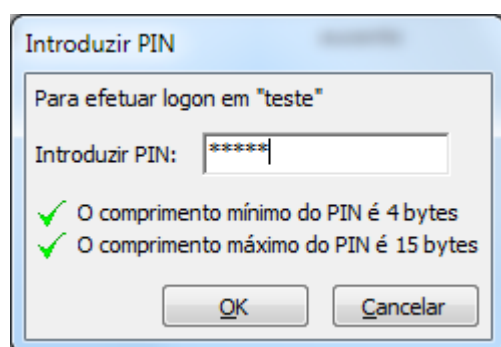 Introduzir PIN
Para efetuar logon em "teste"
Introduzir PIN: *****
O comprimento mínimo do PIN é 4 bytes
O comprimento máximo do PIN é 15 bytes
OK Cancelar